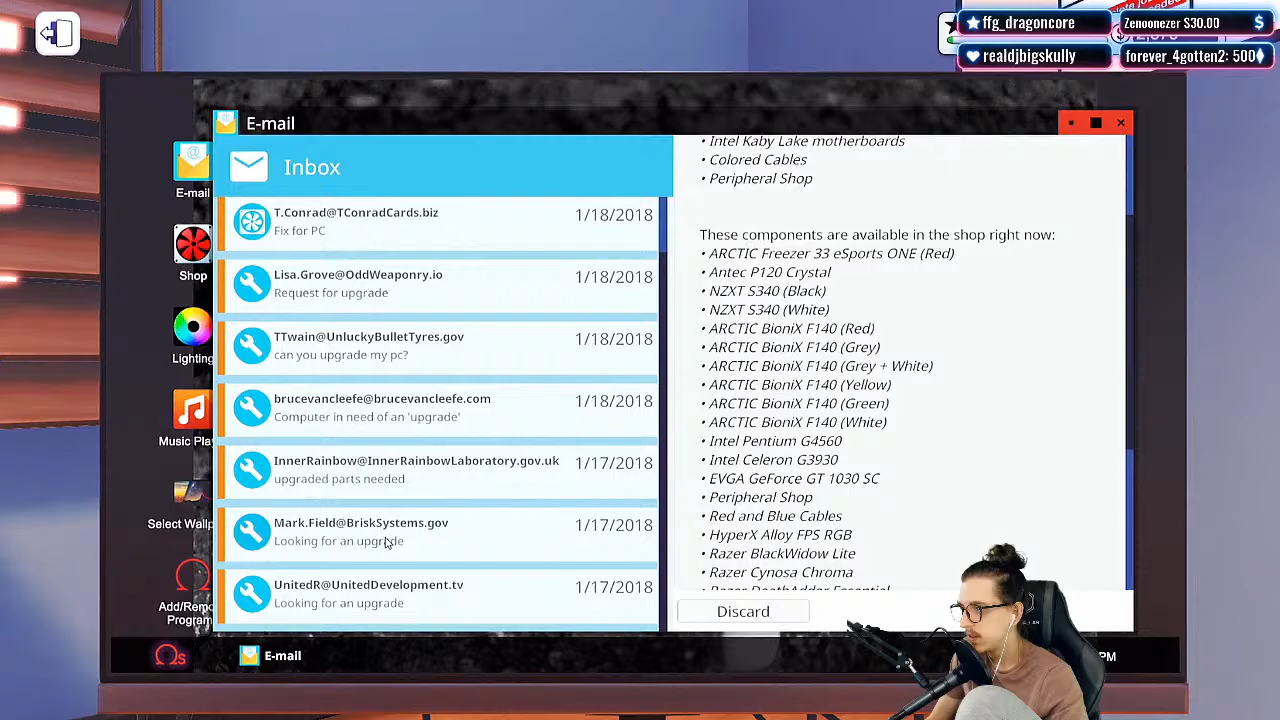 ffg_dragoncore
Zenoonezer $30.00
$
realdjbigskully
forever_4gotten2: 500
E-mail
Inbox
T.Conrad@TConradCards.biz
1/18/2018
Fix for PC
Lisa.Grove@OddWeaponry.io
1/18/2018
Request for upgrade
TTwain@UnluckyBulletTyres.gov
1/18/2018
can you upgrade my pc?
brucevancleefe@brucevancleefe.com
1/18/2018
Computer in need of an 'upgrade'
InnerRainbow@InnerRainbowLaboratory.gov.uk
1/17/2018
upgraded parts needed
Mark.Field@BriskSystems.gov
1/17/2018
Looking for an upgrade
UnitedR@UnitedDevelopment.tv
1/17/2018
Looking for an upgrade
• Intel Kaby Lake motherboards
• Colored Cables
• Peripheral Shop
These components are available in the shop right now:
• ARCTIC Freezer 33 eSports ONE (Red)
• Antec P120 Crystal
• NZXT S340 (Black)
• NZXT S340 (White)
• ARCTIC BioniX F140 (Red)
• ARCTIC BioniX F140 (Grey)
• ARCTIC BioniX F140 (Grey + White)
• ARCTIC BioniX F140 (Yellow)
• ARCTIC BioniX F140 (Green)
• ARCTIC BioniX F140 (White)
• Intel Pentium G4560
• Intel Celeron G3930
• EVGA GeForce GT 1030 SC
• Peripheral Shop
• Red and Blue Cables
• HyperX Alloy FPS RGB
• Razer BlackWidow Lite
• Razer Cynosa Chroma
• Razer DeathAdder Essential
Discard
E-mail
Shop
Lighting
Music Pla
Select Wallp
Add/Remo
Program
Ωs
E-mail
PM